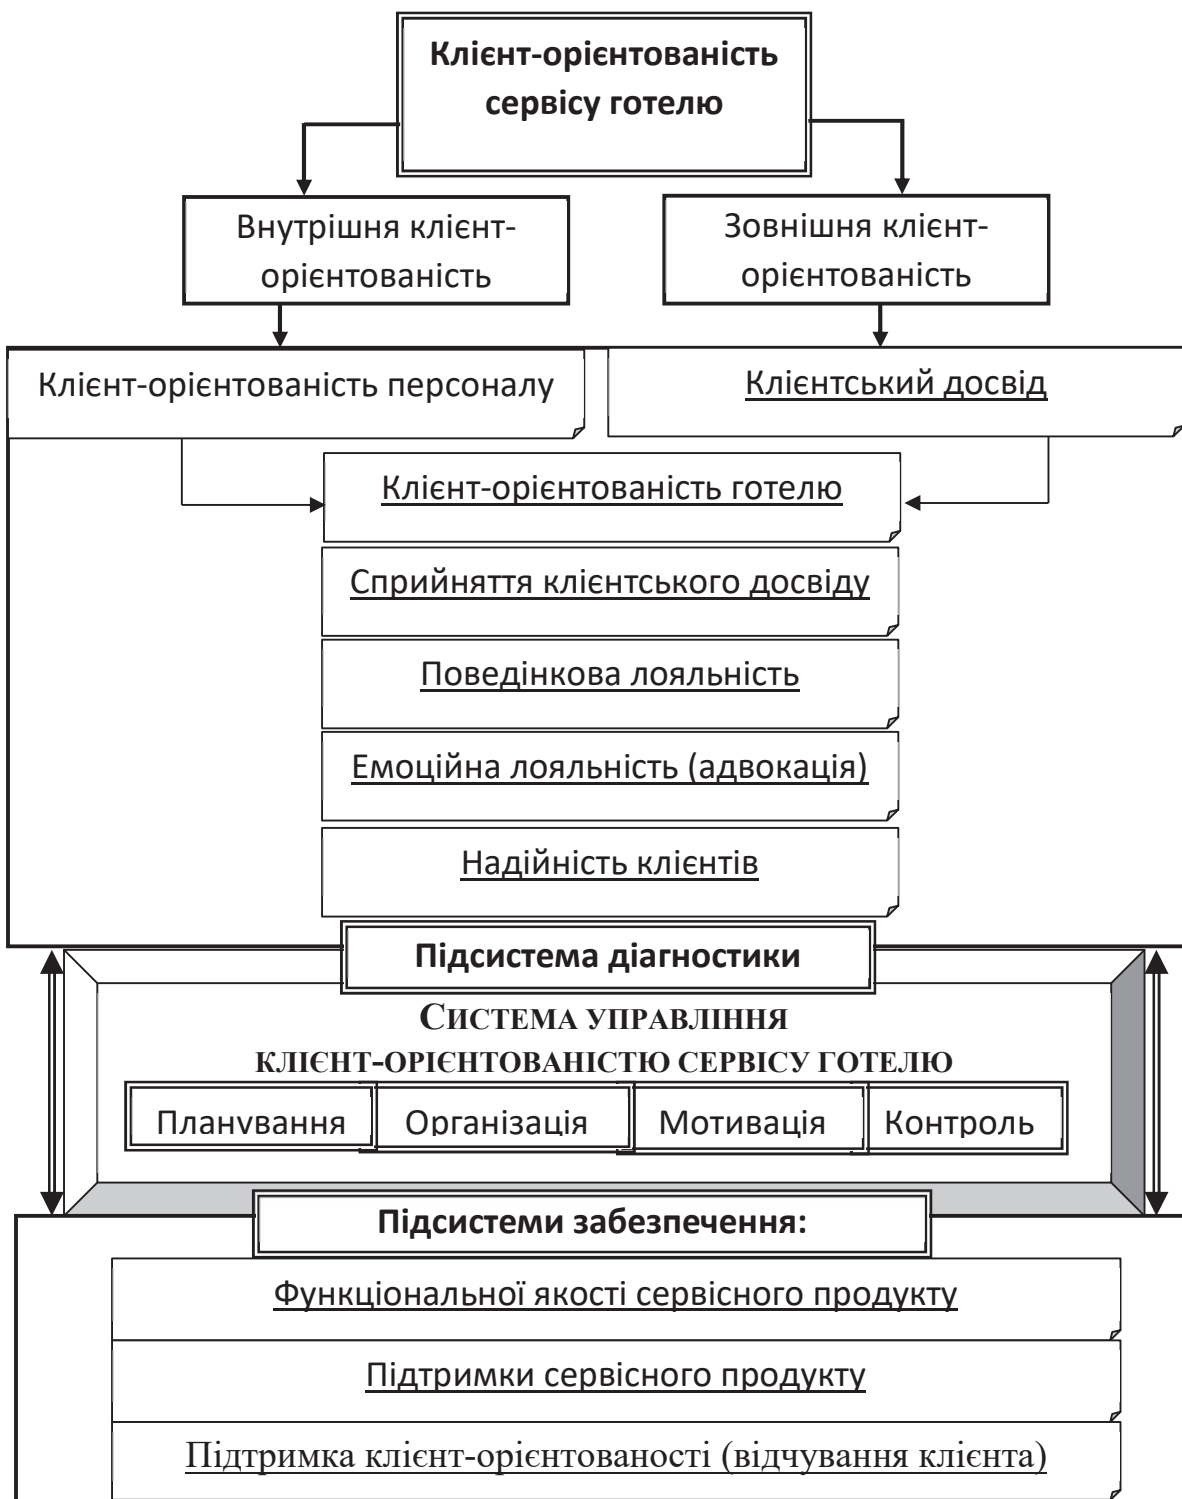 Клієнт-орієнтованість
сервісу готелю
Внутрішня клієнт-
орієнтованість
Зовнішня клієнт-
орієнтованість
Клієнт-орієнтованість персоналу
Клієнтський досвід
Клієнт-орієнтованість готелю
Сприйняття клієнтського досвіду
Поведінкова лояльність
Емоційна лояльність (адвокація)
Надійність клієнтів
Підсистема діагностики
СИСТЕМА УПРАВЛІННЯ
КЛІЄНТ-ОРІЄНТОВАНІСТЮ СЕРВІСУ ГОТЕЛЮ
Планування
Організація
Мотивація
Контроль
Підсистеми забезпечення:
Функціональної якості сервісного продукту
Підтримки сервісного продукту
Підтримка клієнт-орієнтованості (відчування клієнта)